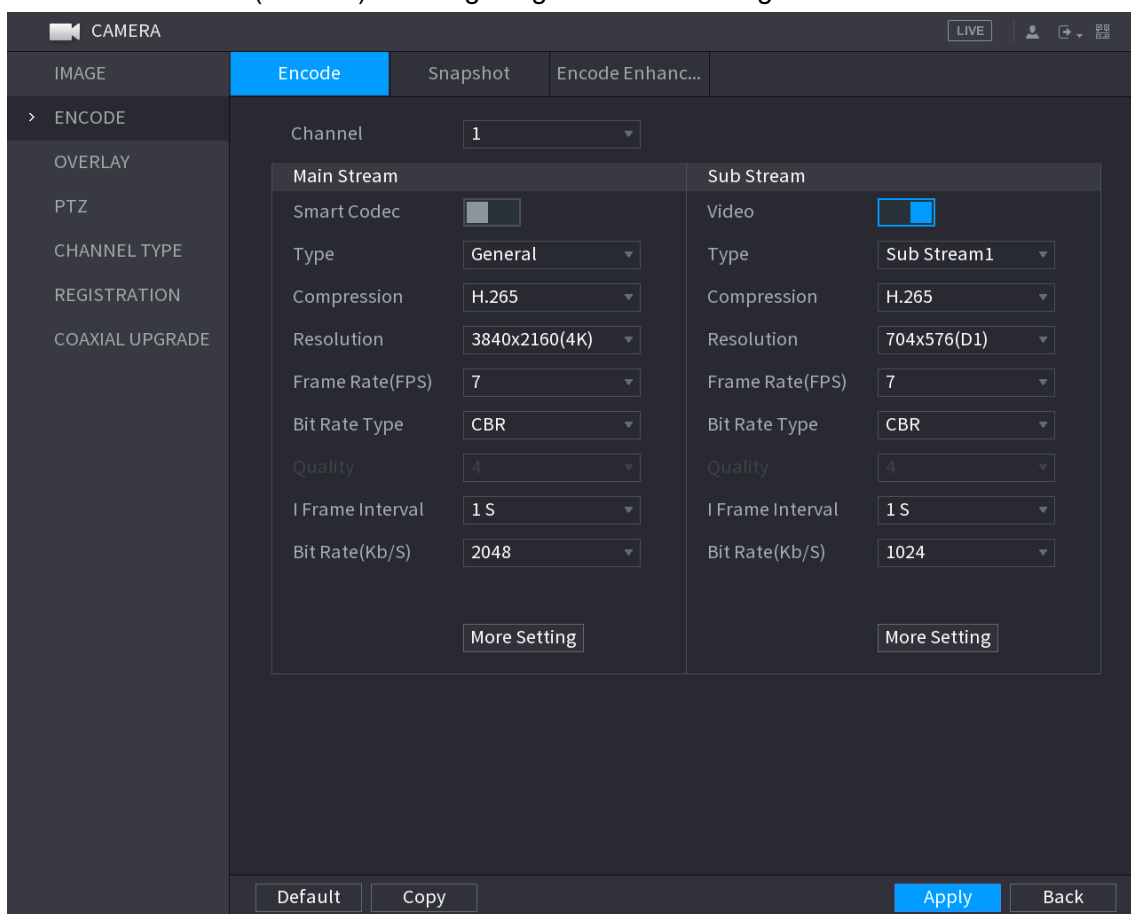 CAMERA LIVE
IMAGE Encode Snapshot Encode Enhanc...
ENCODE
Channel 1
OVERLAY
Main Stream Sub Stream
PTZ
Smart Codec Video
CHANNEL TYPE
Type General Type Sub Stream1
REGISTRATION
Compression H.265 Compression H.265
COAXIAL UPGRADE
Resolution 3840x2160(4K) Resolution 704x576(D1)
Frame Rate(FPS) 7 Frame Rate(FPS) 7
Bit Rate Type CBR Bit Rate Type CBR
Quality 4 Quality 4
I Frame Interval 1 S I Frame Interval 1 S
Bit Rate(Kb/S) 2048 Bit Rate(Kb/S) 1024
More Setting More Setting
Default Copy Apply Back